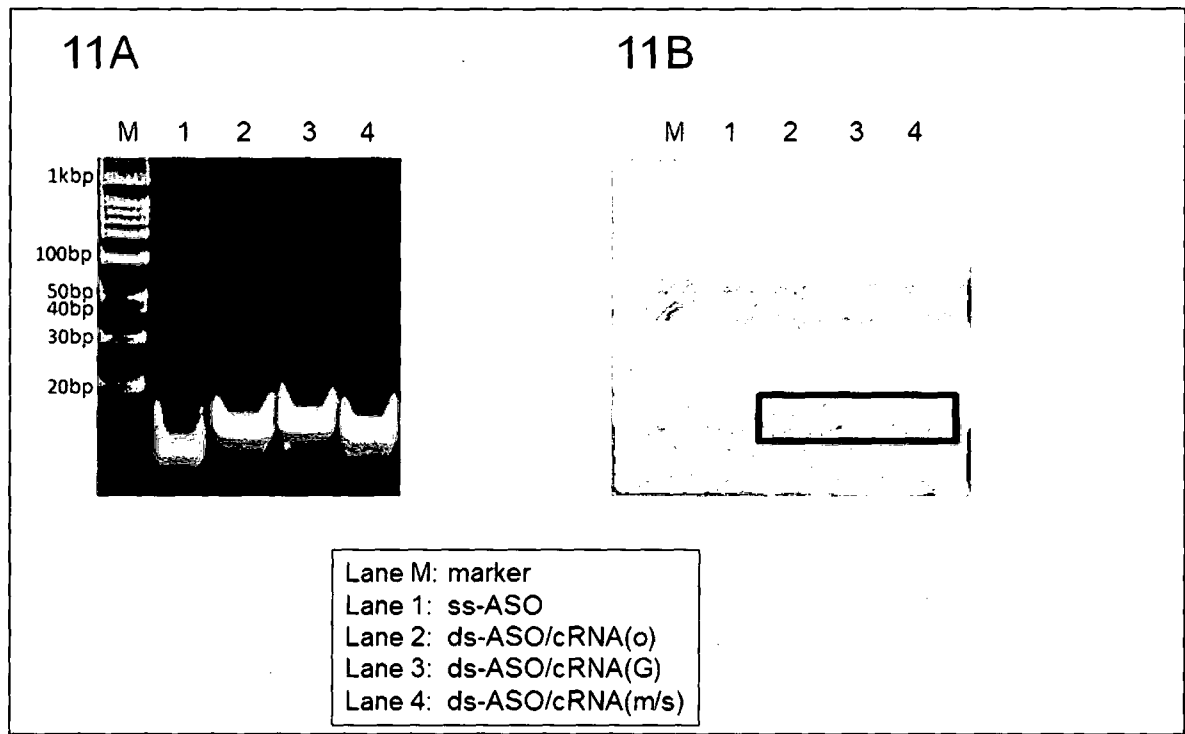 11A
M 1 2 3 4
1kbp
100bp
50bp
40bp
30bp
20bp
11B
M 1 2 3 4
Lane M: marker
Lane 1: ss-ASO
Lane 2: ds-ASO/cRNA(o)
Lane 3: ds-ASO/cRNA(G)
Lane 4: ds-ASO/cRNA(m/s)